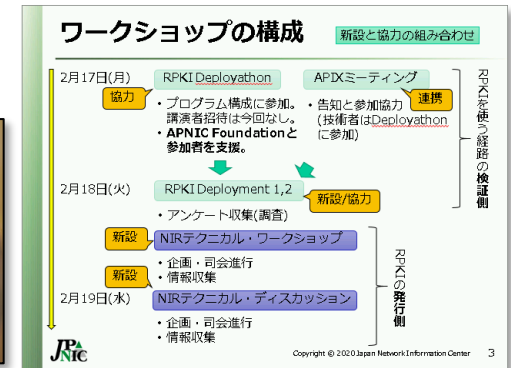 ワークショップの構成
新設と協力の組み合わせ
2月17日(月)
RPKI Deployathon
協力
・プログラム構成に参加。
講演者招待は今回なし。
・APNIC Foundationと
参加者を支援。
APIXミーティング
連携
・告知と参加協力
(技術者はDeployathon
に参加)
RPKIを使う経路の検証側
2月18日(火)
RPKI Deployment 1,2
新設/協力
・アンケート収集(調査)
新設
NIRテクニカル・ワークショップ
・企画・司会進行
・情報収集
新設
2月19日(水)
NIRテクニカル・ディスカッション
・企画・司会進行
・情報収集
RPKIの発行側
JPNIC
Copyright © 2020 Japan Network Information Center
3